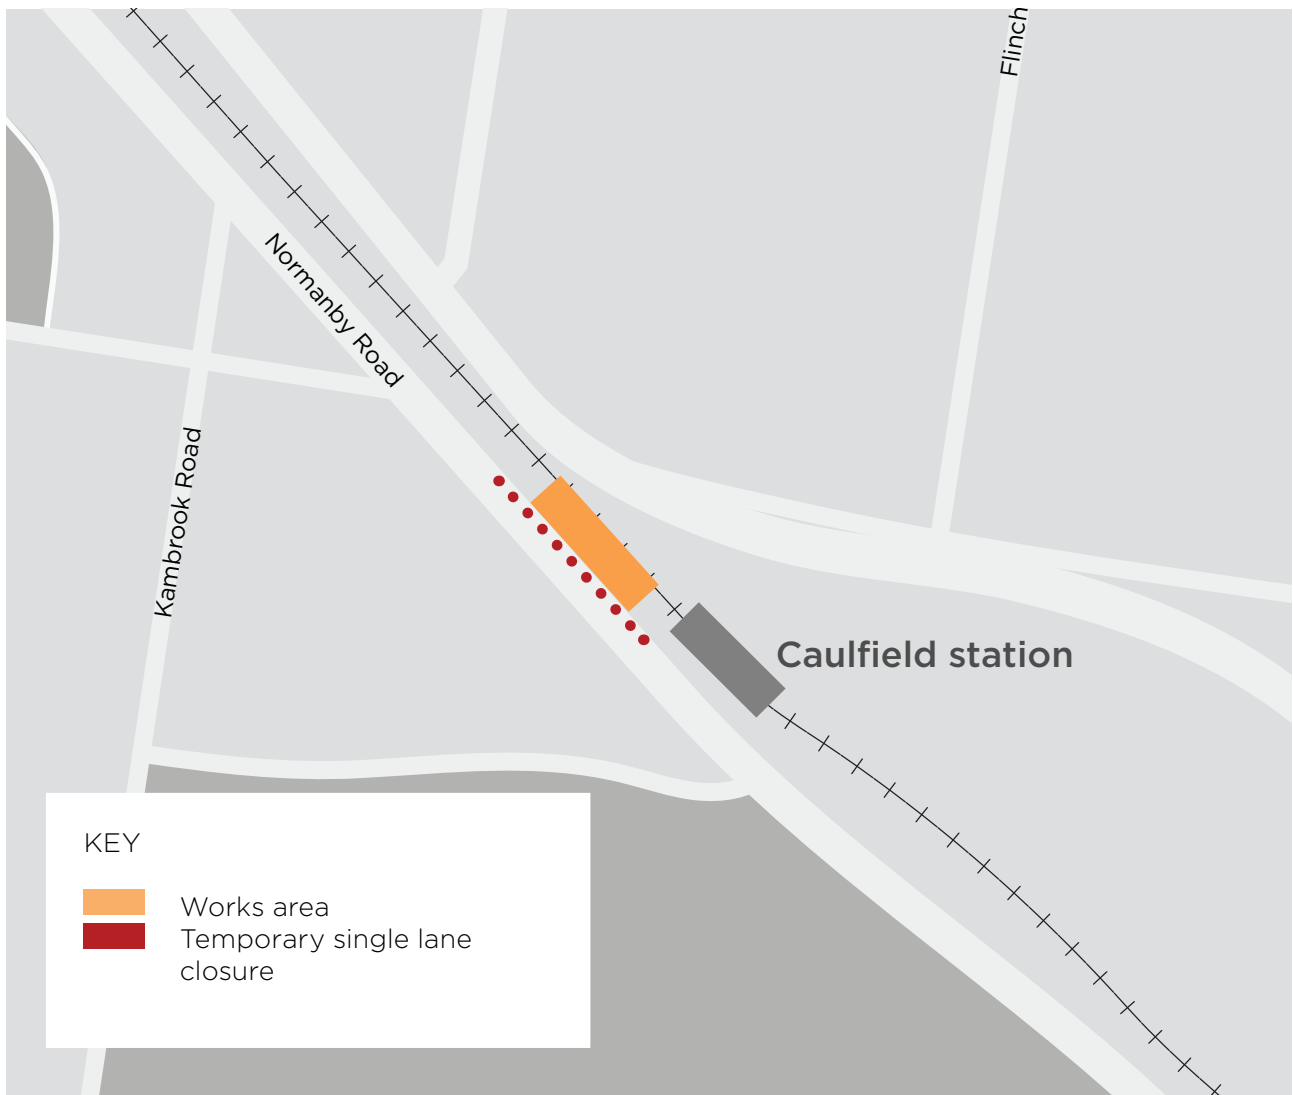 Flinch
Normanby Road
Kambrook Road
Caulfield station
KEY
Works area
Temporary single lane
closure